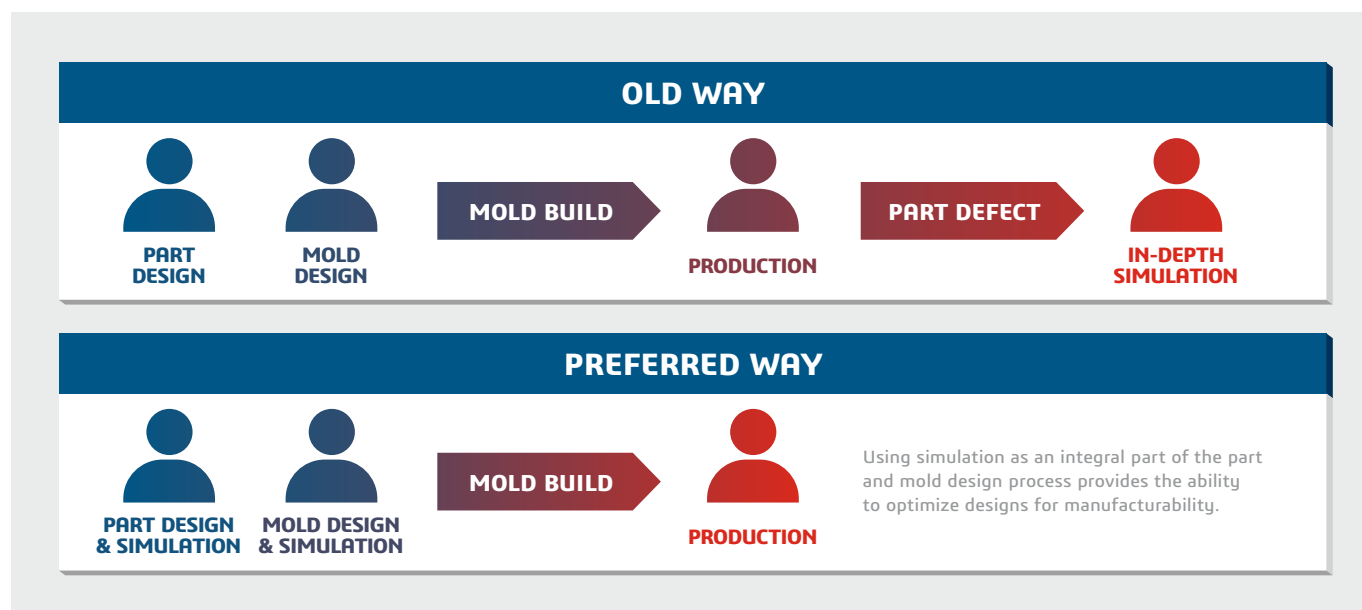 OLD WAY
PART
DESIGN
MOLD
DESIGN
MOLD BUILD
PRODUCTION
PART DEFECT
IN-DEPTH
SIMULATION
PREFERRED WAY
PART DESIGN
& SIMULATION
MOLD DESIGN
& SIMULATION
MOLD BUILD
PRODUCTION
Using simulation as an integral part of the part
and mold design process provides the ability
to optimize designs for manufacturability.